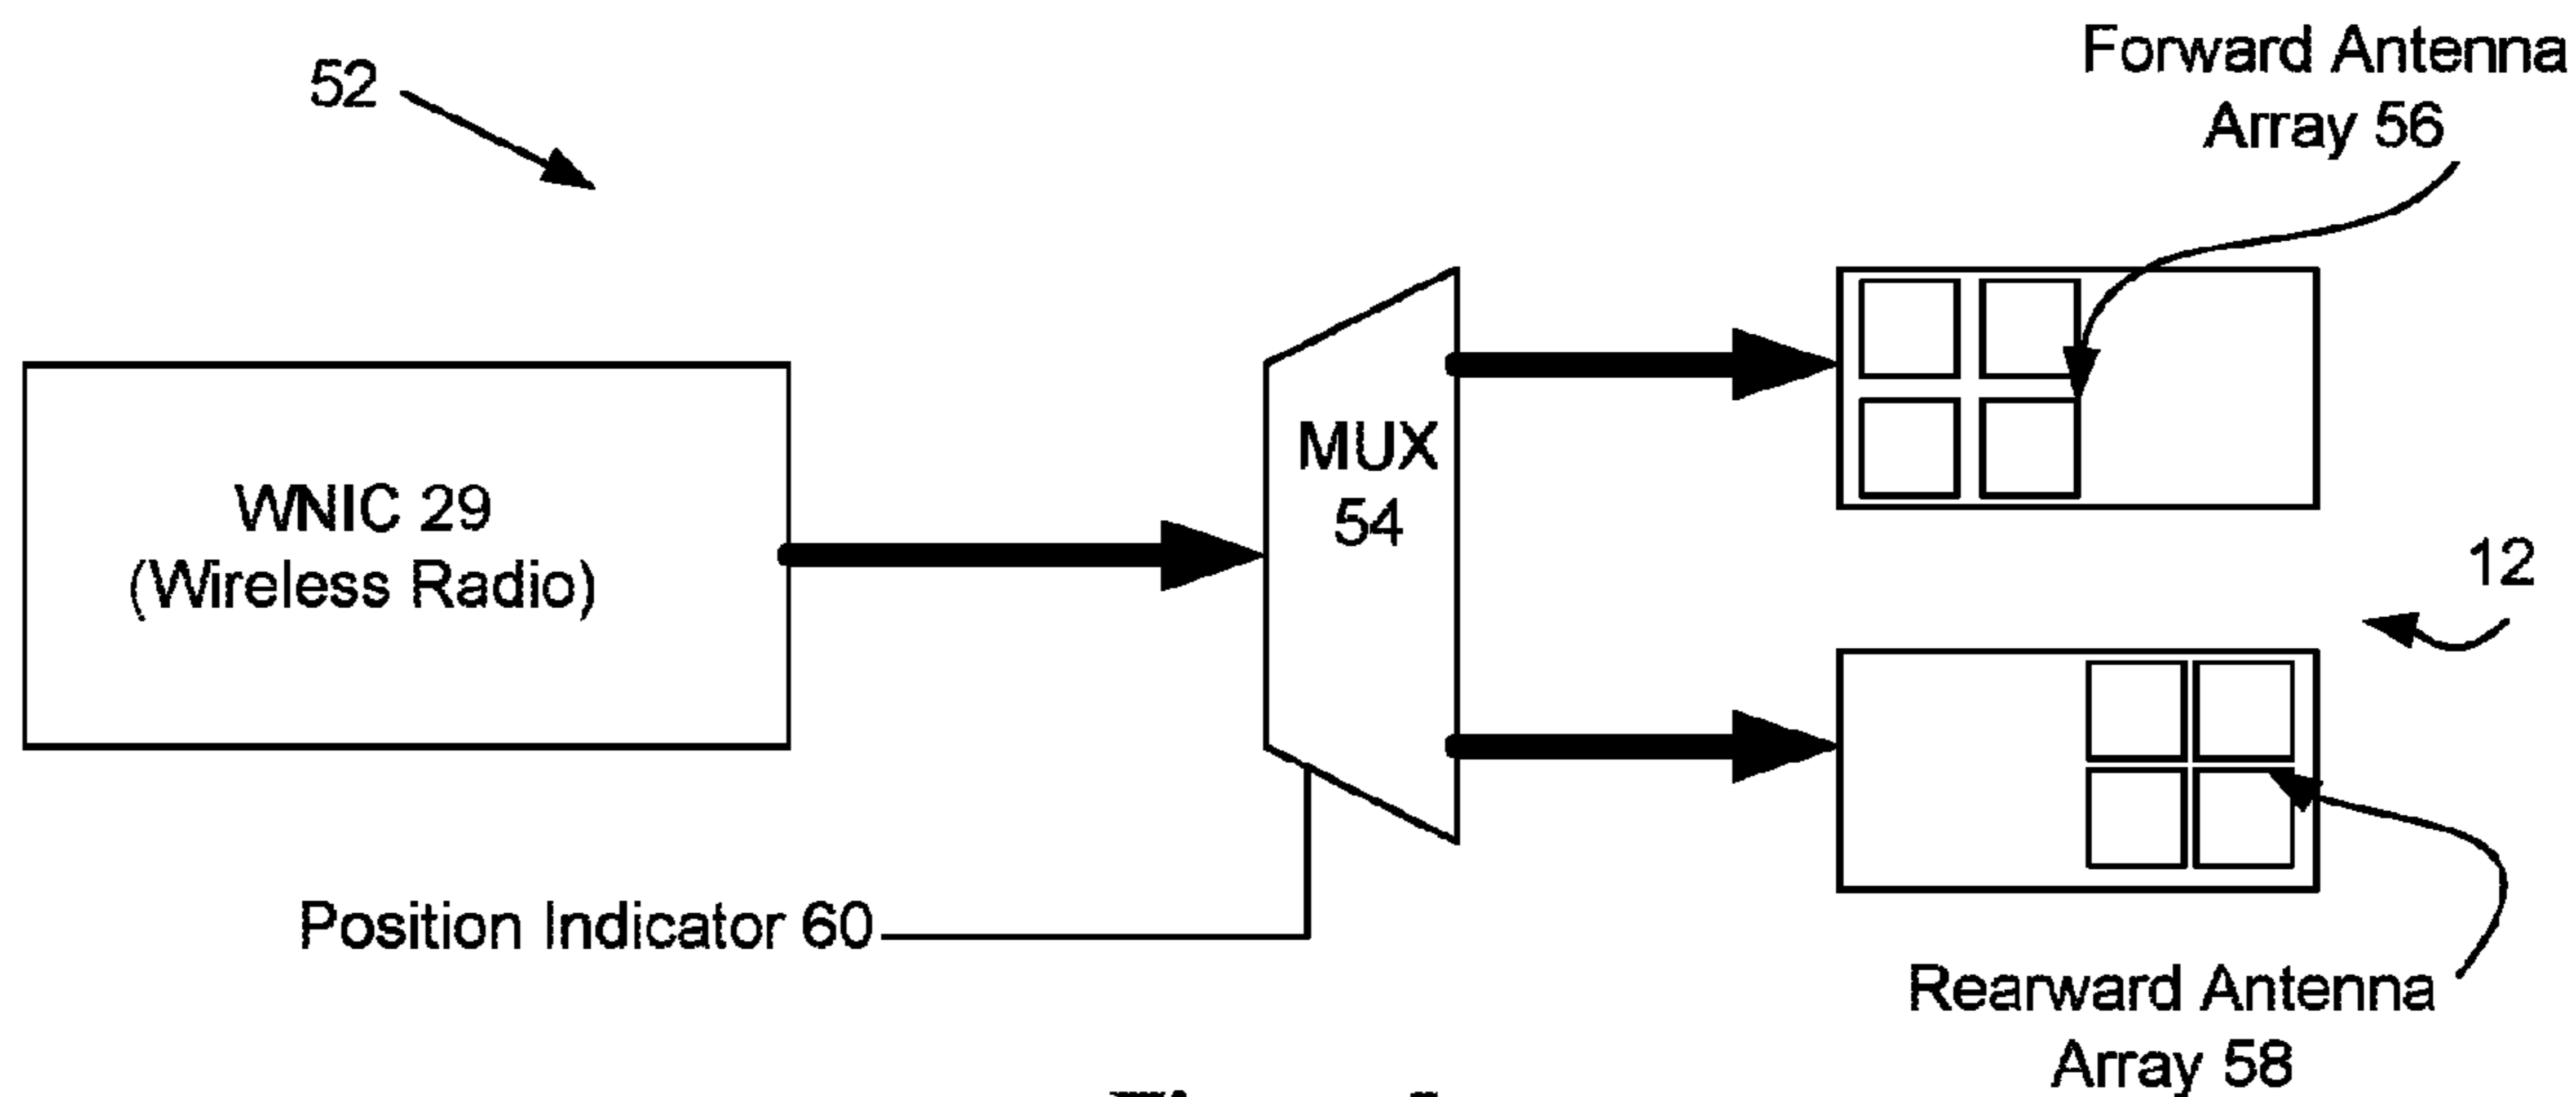 52
Forward Antenna
Array 56
WNIC 29
(Wireless Radio)
MUX
54
12
Position Indicator 60
Rearward Antenna
Array 58